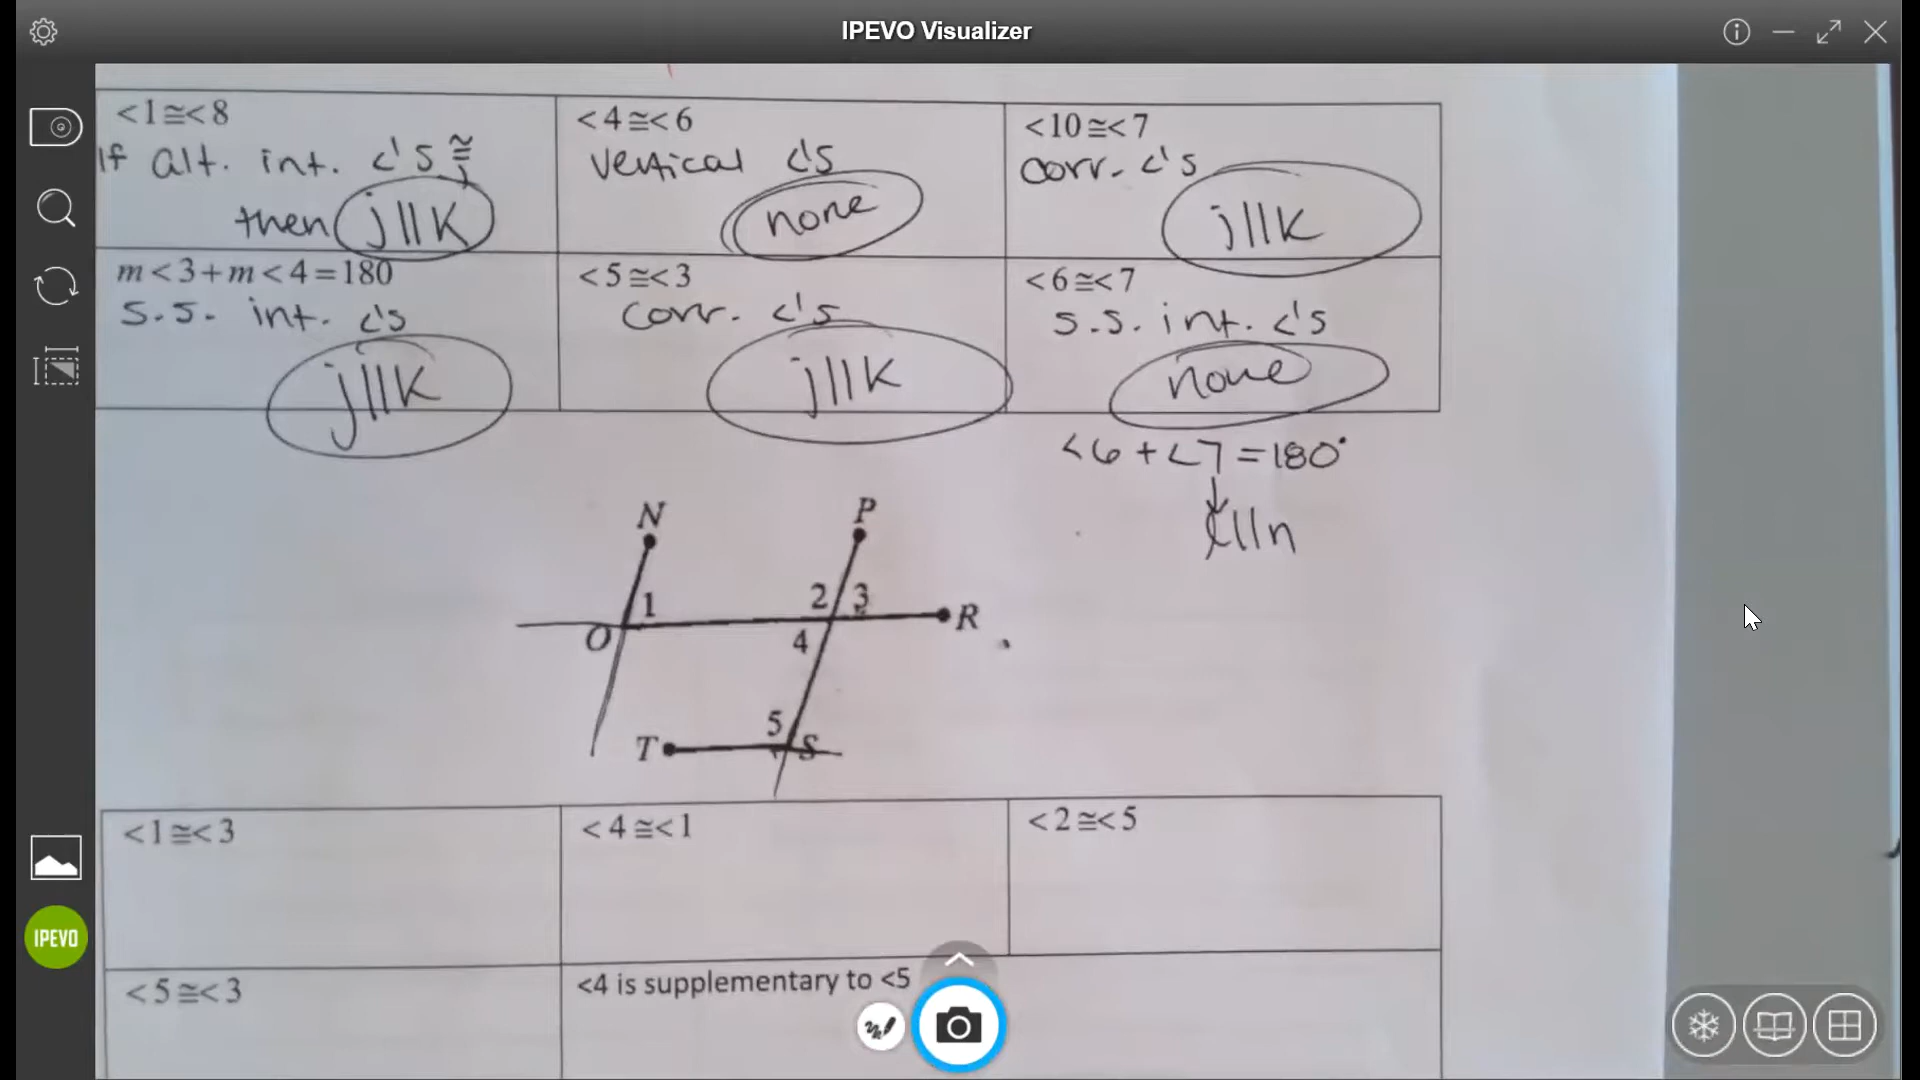 IPEVO Visualizer
<1≅<8
If alt. int. <'s ≅,
then j||k
<4≅<6
Vertical <'s
none
<10≅<7
corr. <'s
j||k
m<3+m<4=180
s.s. int. <'s
j||k
<5≅<3
corr. <'s
j||k
<6≅<7
s.s. int. <'s
none
<6 + <7 = 180°
ℓ||n
N
P
1
2
3
R
O
4
5
T
S
<1≅<3
<4≅<1
<2≅<5
<5≅<3
<4 is supplementary to <5
IPEVO